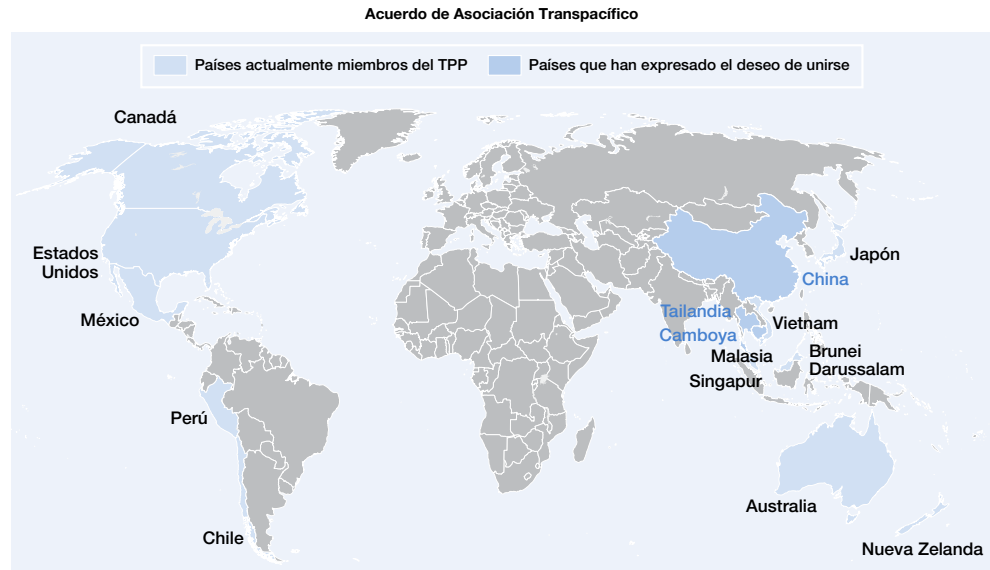 Acuerdo de Asociación Transpacífico
Países actualmente miembros del TPP
Países que han expresado el deseo de unirse
Canadá
Estados
Unidos
México
Perú
Chile
Japón
China
Tailandia
Camboya
Vietnam
Malasia
Singapur
Brunei
Darussalam
Australia
Nueva Zelanda